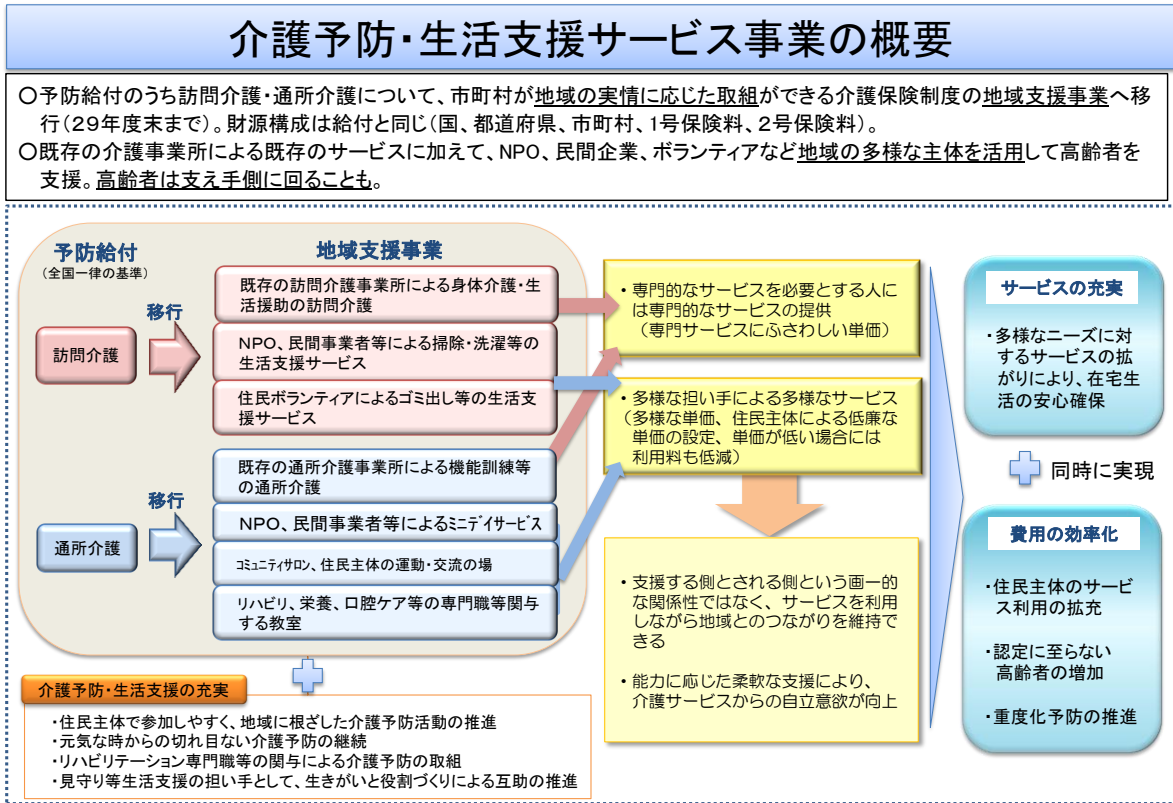 介護予防・生活支援サービス事業の概要
○予防給付のうち訪問介護・通所介護について、市町村が地域の実情に応じた取組ができる介護保険制度の地域支援事業へ移
行(29年度末まで)。財源構成は給付と同じ(国、都道府県、市町村、1号保険料、2号保険料)。
○既存の介護事業所による既存のサービスに加えて、NPO、民間企業、ボランティアなど地域の多様な主体を活用して高齢者を
支援。高齢者は支え手側に回ることも。
予防給付
(全国一律の基準)
地域支援事業
移行
訪問介護
既存の訪問介護事業所による身体介護・生
活援助の訪問介護
NPO、民間事業者等による掃除・洗濯等の
生活支援サービス
住民ボランティアによるゴミ出し等の生活支
援サービス
移行
通所介護
既存の通所介護事業所による機能訓練等
の通所介護
NPO、民間事業者等によるミニデイサービス
コミュニティサロン、住民主体の運動・交流の場
リハビリ、栄養、口腔ケア等の専門職等関与
する教室
介護予防・生活支援の充実
・住民主体で参加しやすく、地域に根ざした介護予防活動の推進
・元気な時からの切れ目ない介護予防の継続
・リハビリテーション専門職等の関与による介護予防の取組
・見守り等生活支援の担い手として、生きがいと役割づくりによる互助の推進
・専門的なサービスを必要とする人に
は専門的なサービスの提供
(専門サービスにふさわしい単価)
・多様な担い手による多様なサービス
(多様な単価、住民主体による低廉な
単価の設定、単価が低い場合には
利用料も低減)
・支援する側とされる側という画一的
な関係性ではなく、サービスを利用
しながら地域とのつながりを維持で
きる
・能力に応じた柔軟な支援により、
介護サービスからの自立意欲が向上
サービスの充実
・多様なニーズに対
するサービスの拡
がりにより、在宅生
活の安心確保
同時に実現
費用の効率化
・住民主体のサービ
ス利用の拡充
・認定に至らない
高齢者の増加
・重度化予防の推進